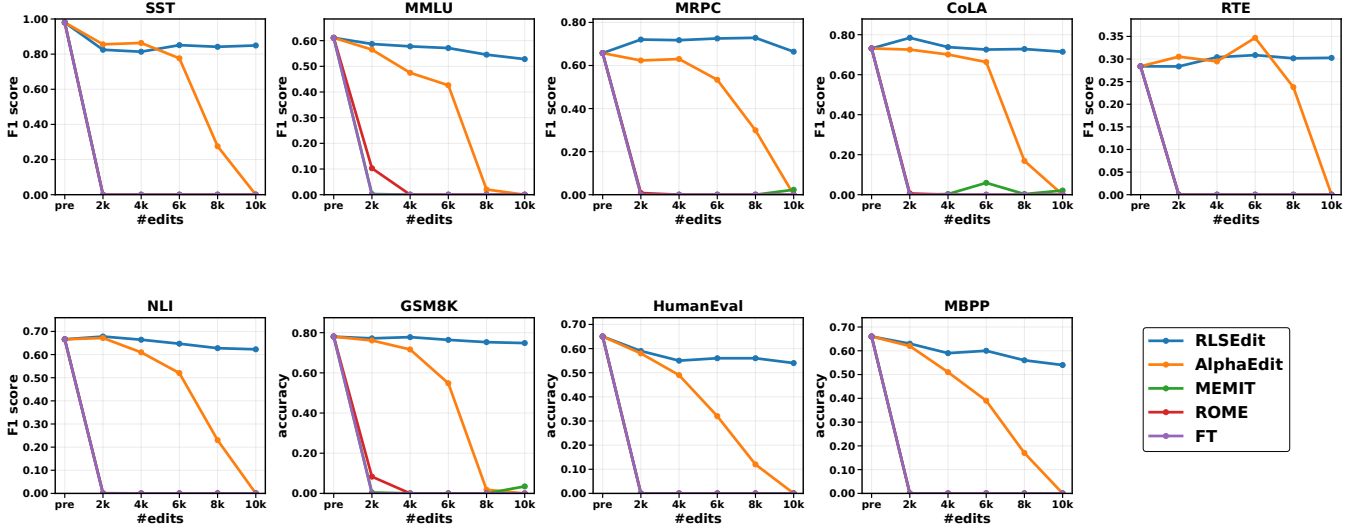 SST
MMLU
MRPC
CoLA
RTE
F1 score
1.00
0.80
0.60
0.40
0.20
0.00
pre 2k 4k 6k 8k 10k
#edits
F1 score
0.60
0.50
0.40
0.30
0.20
0.10
0.00
pre 2k 4k 6k 8k 10k
#edits
F1 score
0.80
0.60
0.40
0.20
0.00
pre 2k 4k 6k 8k 10k
#edits
F1 score
0.80
0.60
0.40
0.20
0.00
pre 2k 4k 6k 8k 10k
#edits
F1 score
0.35
0.30
0.25
0.20
0.15
0.10
0.05
0.00
pre 2k 4k 6k 8k 10k
#edits
NLI
GSM8K
HumanEval
MBPP
F1 score
0.70
0.60
0.50
0.40
0.30
0.20
0.10
0.00
pre 2k 4k 6k 8k 10k
#edits
accuracy
0.80
0.60
0.40
0.20
0.00
pre 2k 4k 6k 8k 10k
#edits
accuracy
0.70
0.60
0.50
0.40
0.30
0.20
0.10
0.00
pre 2k 4k 6k 8k 10k
#edits
accuracy
0.70
0.60
0.50
0.40
0.30
0.20
0.10
0.00
pre 2k 4k 6k 8k 10k
#edits
RLSEdit
AlphaEdit
MEMIT
ROME
FT